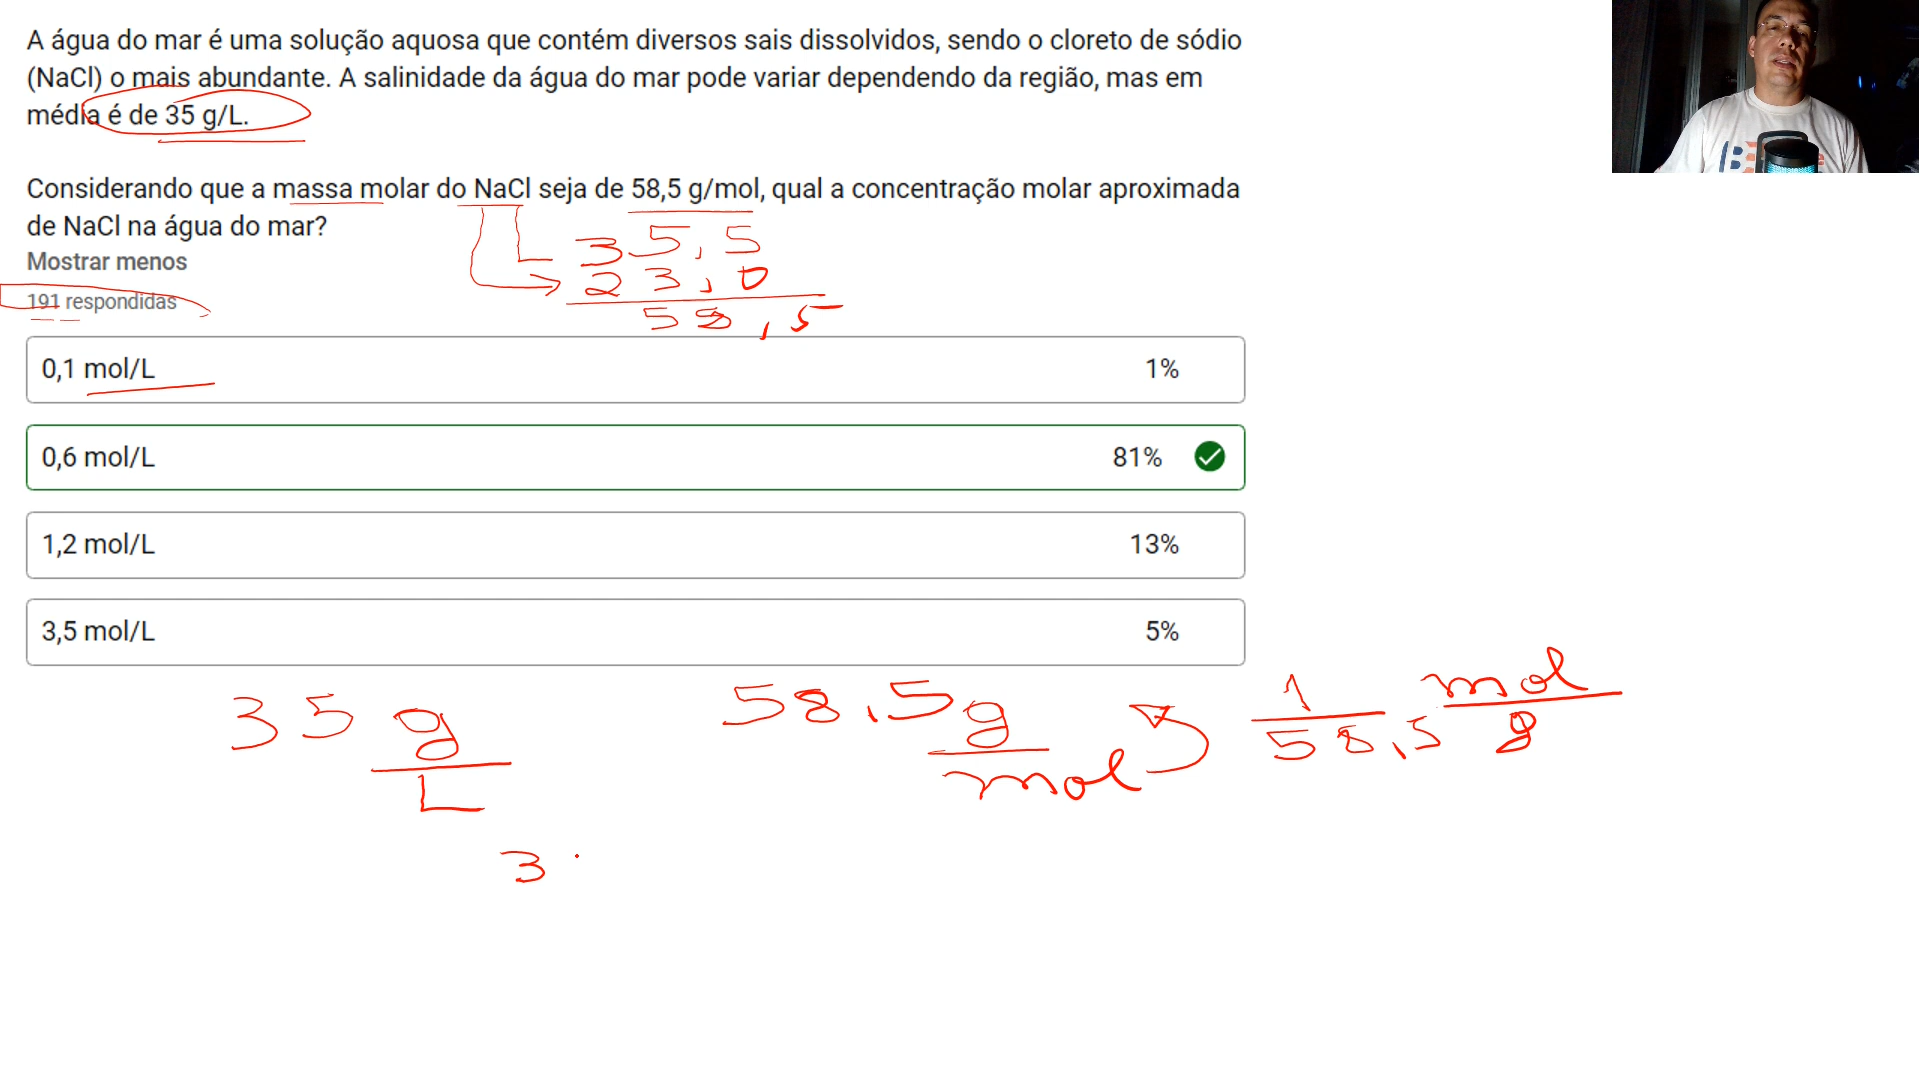 A água do mar é uma solução aquosa que contém diversos sais dissolvidos, sendo o cloreto de sódio
(NaCl) o mais abundante. A salinidade da água do mar pode variar dependendo da região, mas em
média é de 35 g/L.
Considerando que a massa molar do NaCl seja de 58,5 g/mol, qual a concentração molar aproximada
de NaCl na água do mar?
35,5
Mostrar menos
23,0
191 respondidas
58,5
0,1 mol/L 1%
0,6 mol/L 81%
1,2 mol/L 13%
3,5 mol/L 5%
35 g/L 58,5 g/mol 1/58,5 mol/g
3